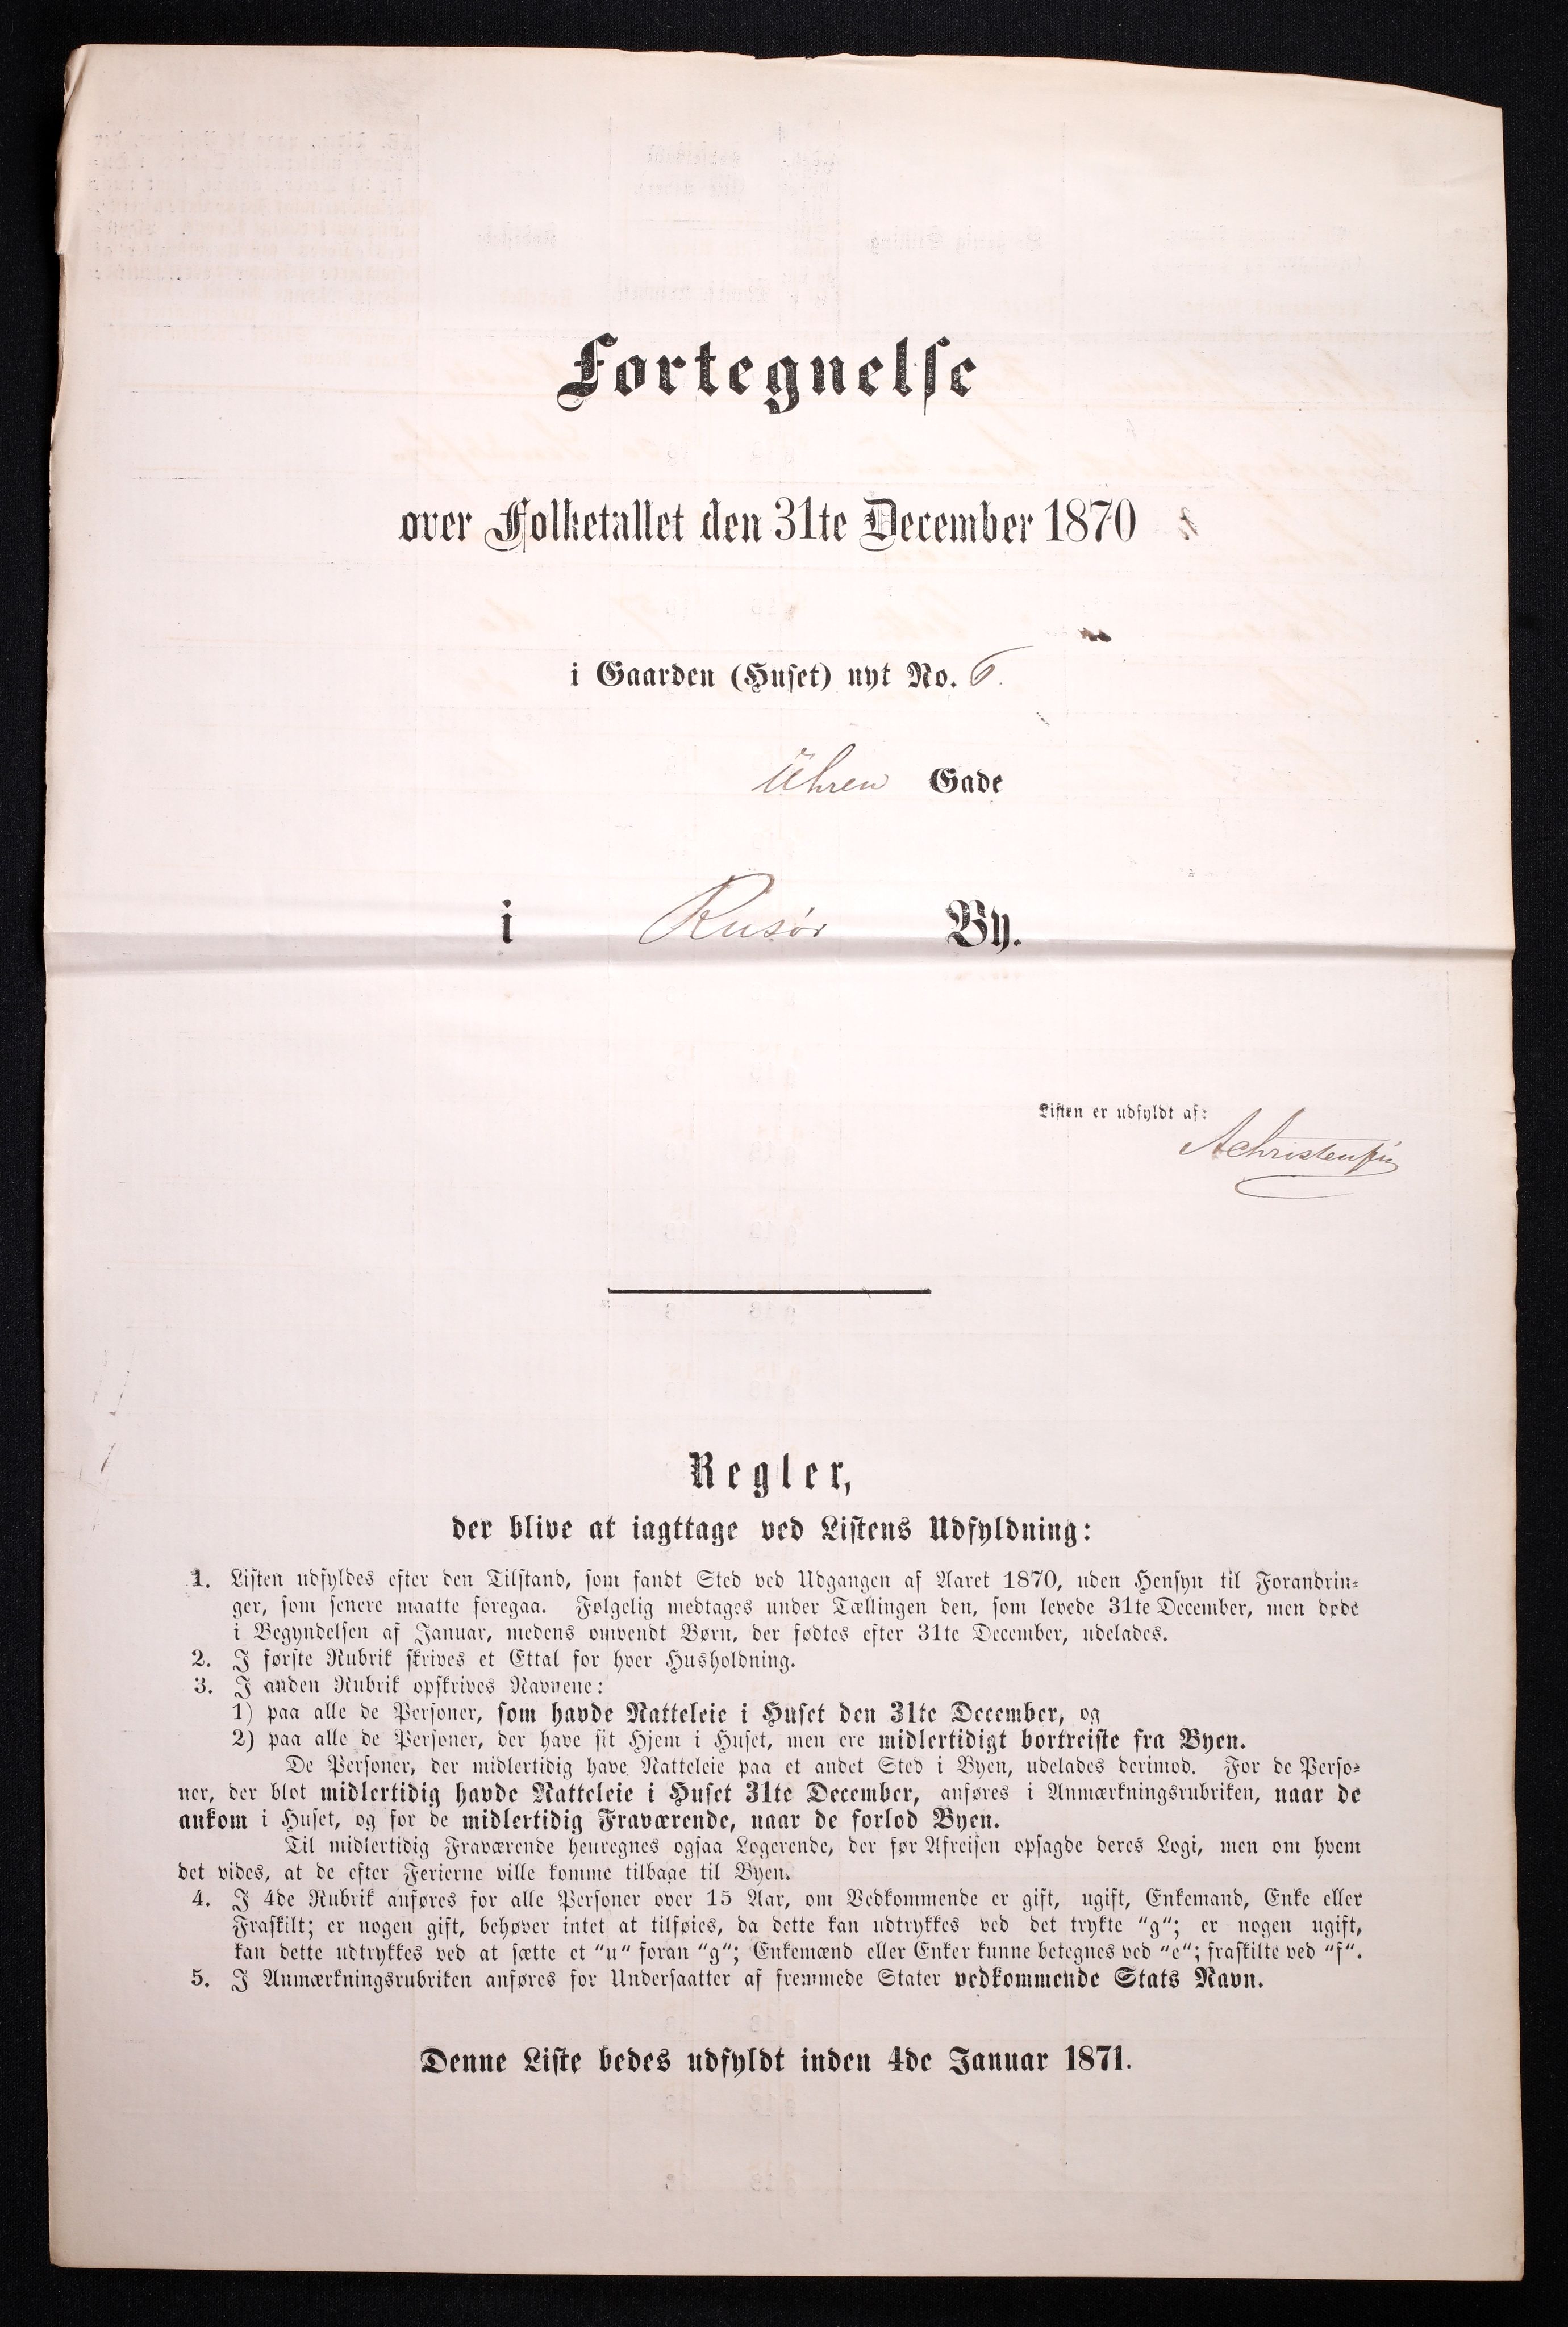 Fortegnelse
over Folketallet den 31te December 1870
i Gaarden (Huset) nyt No. 6.
Uhren Gade
i Rusør By.
Listen er udfyldt af:
AChristensen
Regler,
der blive at iagttage ved Listens Udfyldning:
1. Listen udfyldes efter den Tilstand, som fandt Sted ved Udgangen af Aaret 1870, uden Hensyn til Forandrin-
ger, som senere maatte foregaa. Følgelig medtages under Tællingen den, som levede 31te December, men døde
i Begyndelsen af Januar, medens omvendt Børn, der fødtes efter 31te December, udelades.
2. I første Rubrik skrives et Ettal for hver Husholdning.
3. I anden Rubrik opskrives Navnene:
1) paa alle de Personer, som havde Natteleie i Huset den 31te December, og
2) paa alle de Personer, der have sit Hjem i Huset, men ere midlertidigt bortreiste fra Byen.
De Personer, der midlertidig have Natteleie paa et andet Sted i Byen, udelades derimod. For de Perso-
ner, der blot midlertidig havde Natteleie i Huset 31te December, anføres i Anmærkningsrubriken, naar de
ankom i Huset, og for de midlertidig Fraværende, naar de forlod Byen.
Til midlertidig Fraværende henregnes ogsaa Logerende, der før Afreisen opsagde deres Logi, men om hvem
det vides, at de efter Ferierne ville komme tilbage til Byen.
4. I 4de Rubrik anføres for alle Personer over 15 Aar, om Vedkommende er gift, ugift, Enkemand, Enke eller
Fraskilt; er nogen gift, behøver intet at tilføies, da dette kan udtrykkes ved det trykte "g"; er nogen ugift,
kan dette udtrykkes ved at sætte et "u" foran "g"; Enkemænd eller Enker kunne betegnes ved "e"; fraskilte ved "f".
5. I Anmærkningsrubriken anføres for Undersaatter af fremmede Stater vedkommende Stats Navn.
Denne Liste bedes udfyldt inden 4de Januar 1871.